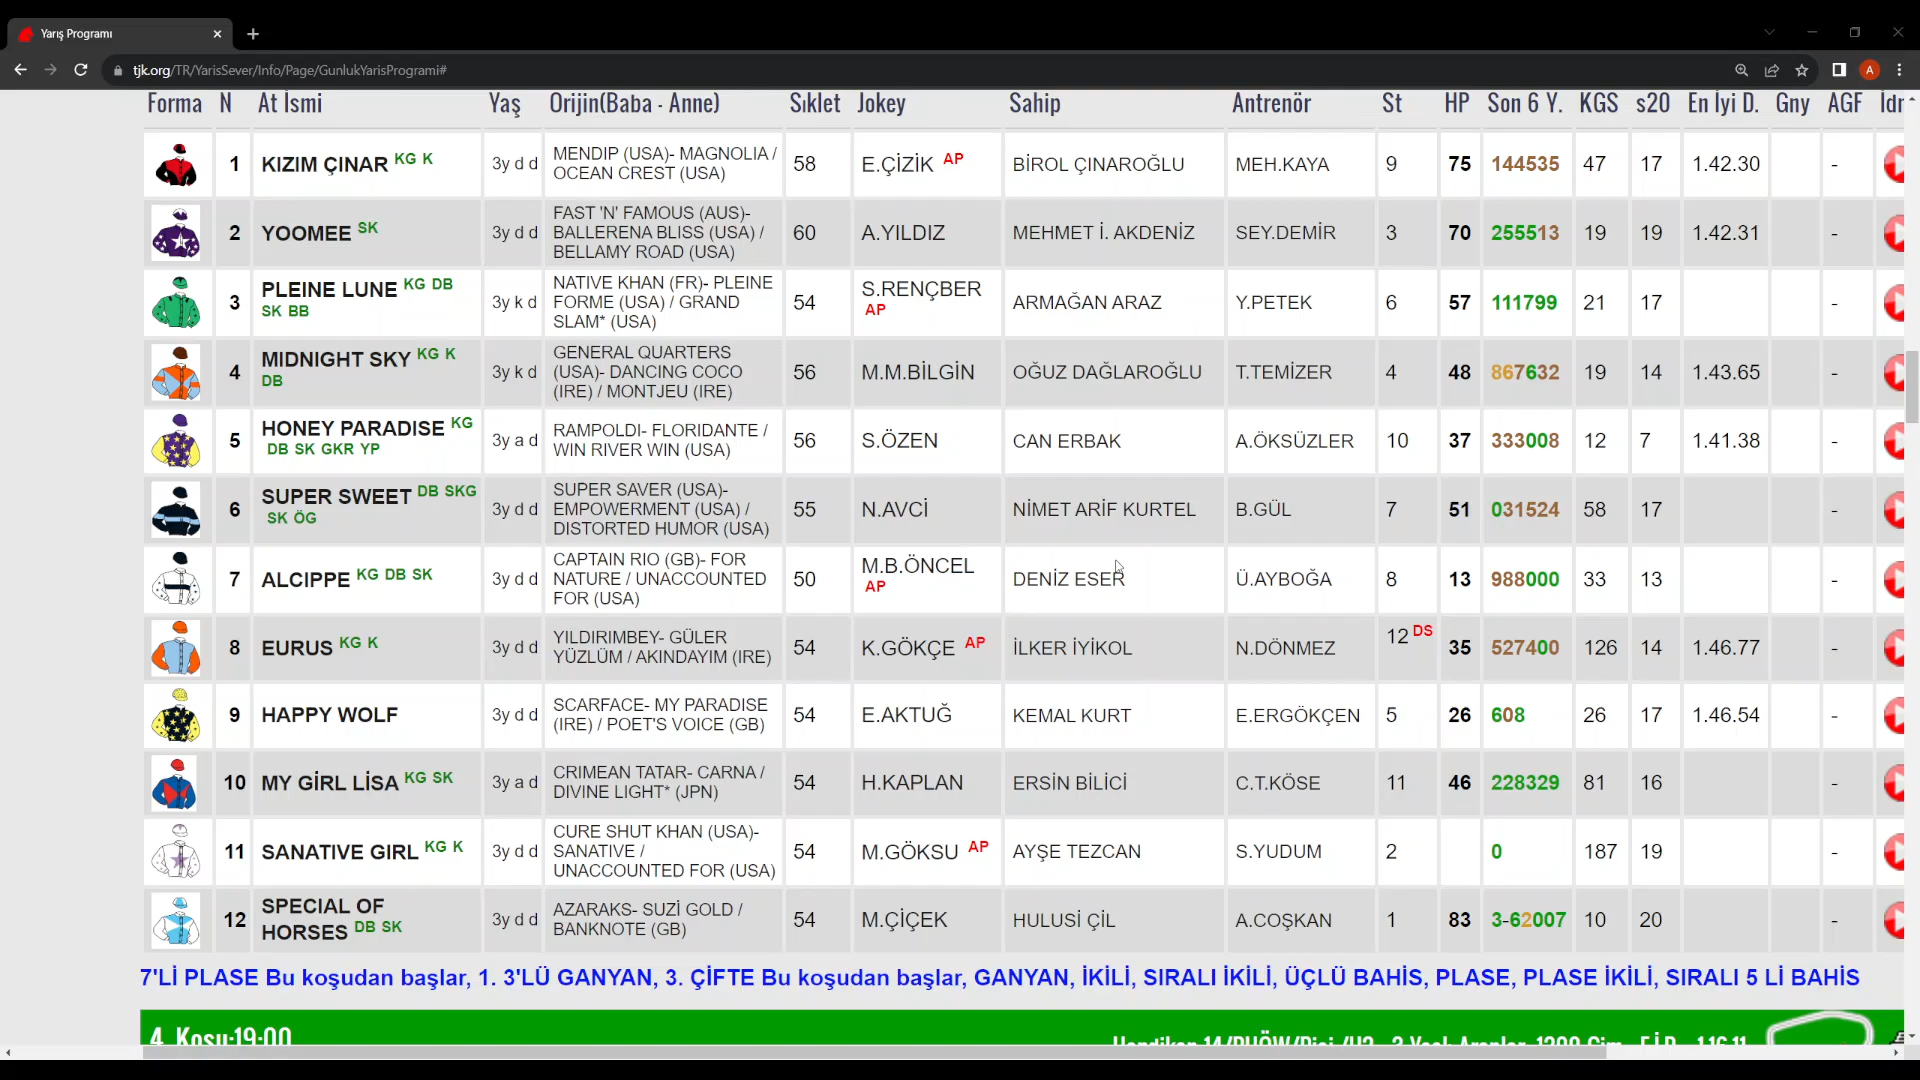 Yarış Programı
tjk.org/TR/YarisSever/Info/Page/GunlukYarisProgrami#
A
Forma N At İsmi Yaş Orijin(Baba - Anne) Sıklet Jokey Sahip Antrenör St HP Son 6 Y. KGS s20 En İyi D. Gny AGF İdr
1 KIZIM ÇINAR KG K 3y d d MENDIP (USA)- MAGNOLIA / OCEAN CREST (USA) 58 E.ÇİZİK AP BİROL ÇINAROĞLU MEH.KAYA 9 75 144535 47 17 1.42.30 -
2 YOOMEE SK 3y d d FAST 'N' FAMOUS (AUS)- BALLERENA BLISS (USA) / BELLAMY ROAD (USA) 60 A.YILDIZ MEHMET İ. AKDENİZ SEY.DEMİR 3 70 255513 19 19 1.42.31 -
3 PLEINE LUNE KG DB SK BB 3y k d NATIVE KHAN (FR)- PLEINE FORME (USA) / GRAND SLAM* (USA) 54 S.RENÇBER AP ARMAĞAN ARAZ Y.PETEK 6 57 111799 21 17 -
4 MIDNIGHT SKY KG K DB 3y k d GENERAL QUARTERS (USA)- DANCING COCO (IRE) / MONTJEU (IRE) 56 M.M.BİLGİN OĞUZ DAĞLAROĞLU T.TEMİZER 4 48 867632 19 14 1.43.65 -
5 HONEY PARADISE KG DB SK GKR YP 3y a d RAMPOLDI- FLORIDANTE / WIN RIVER WIN (USA) 56 S.ÖZEN CAN ERBAK A.ÖKSÜZLER 10 37 333008 12 7 1.41.38 -
6 SUPER SWEET DB SKG SK ÖG 3y d d SUPER SAVER (USA)- EMPOWERMENT (USA) / DISTORTED HUMOR (USA) 55 N.AVCİ NİMET ARİF KURTEL B.GÜL 7 51 031524 58 17 -
7 ALCIPPE KG DB SK 3y d d CAPTAIN RIO (GB)- FOR NATURE / UNACCOUNTED FOR (USA) 50 M.B.ÖNCEL AP DENİZ ESER Ü.AYBOĞA 8 13 988000 33 13 -
8 EURUS KG K 3y d d YILDIRIMBEY- GÜLER YÜZLÜM / AKINDAYIM (IRE) 54 K.GÖKÇE AP İLKER İYİKOL N.DÖNMEZ 12 DS 35 527400 126 14 1.46.77 -
9 HAPPY WOLF 3y d d SCARFACE- MY PARADISE (IRE) / POET'S VOICE (GB) 54 E.AKTUĞ KEMAL KURT E.ERGÖKÇEN 5 26 608 26 17 1.46.54 -
10 MY GİRL LİSA KG SK 3y a d CRIMEAN TATAR- CARNA / DIVINE LIGHT* (JPN) 54 H.KAPLAN ERSİN BİLİCİ C.T.KÖSE 11 46 228329 81 16 -
11 SANATIVE GIRL KG K 3y d d CURE SHUT KHAN (USA)- SANATIVE / UNACCOUNTED FOR (USA) 54 M.GÖKSU AP AYŞE TEZCAN S.YUDUM 2 0 187 19 -
12 SPECIAL OF HORSES DB SK 3y d d AZARAKS- SUZİ GOLD / BANKNOTE (GB) 54 M.ÇİÇEK HULUSİ ÇİL A.COŞKAN 1 83 3-62007 10 20 -
7'Lİ PLASE Bu koşudan başlar, 1. 3'LÜ GANYAN, 3. ÇİFTE Bu koşudan başlar, GANYAN, İKİLİ, SIRALI İKİLİ, ÜÇLÜ BAHİS, PLASE, PLASE İKİLİ, SIRALI 5 Lİ BAHİS
4. Koşu:19:00